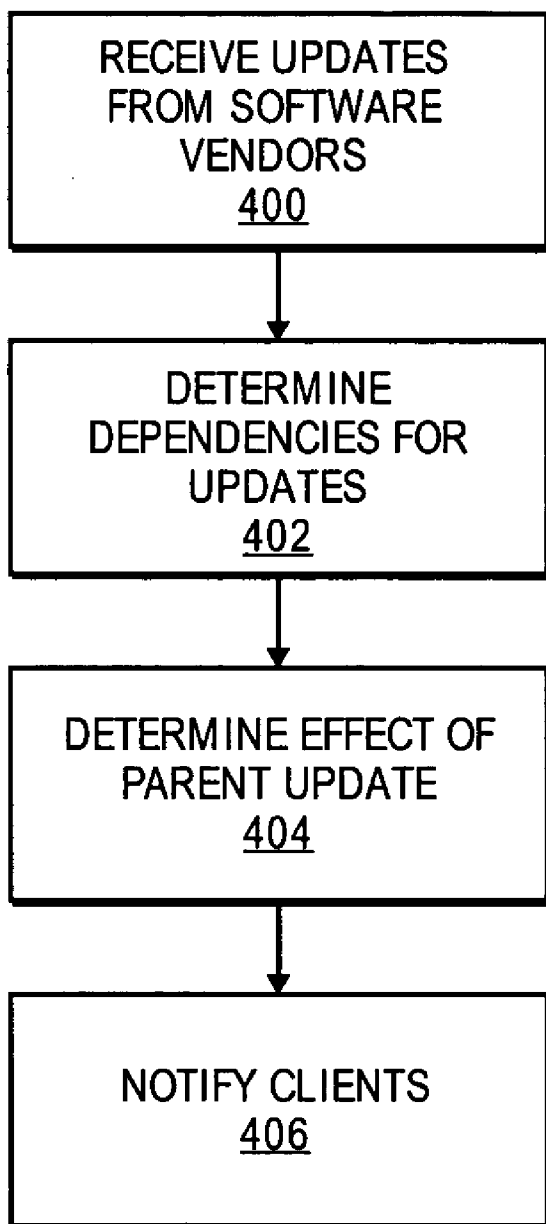 RECEIVE UPDATES
FROM SOFTWARE
VENDORS
400
DETERMINE
DEPENDENCIES FOR
UPDATES
402
DETERMINE EFFECT OF
PARENT UPDATE
404
NOTIFY CLIENTS
406